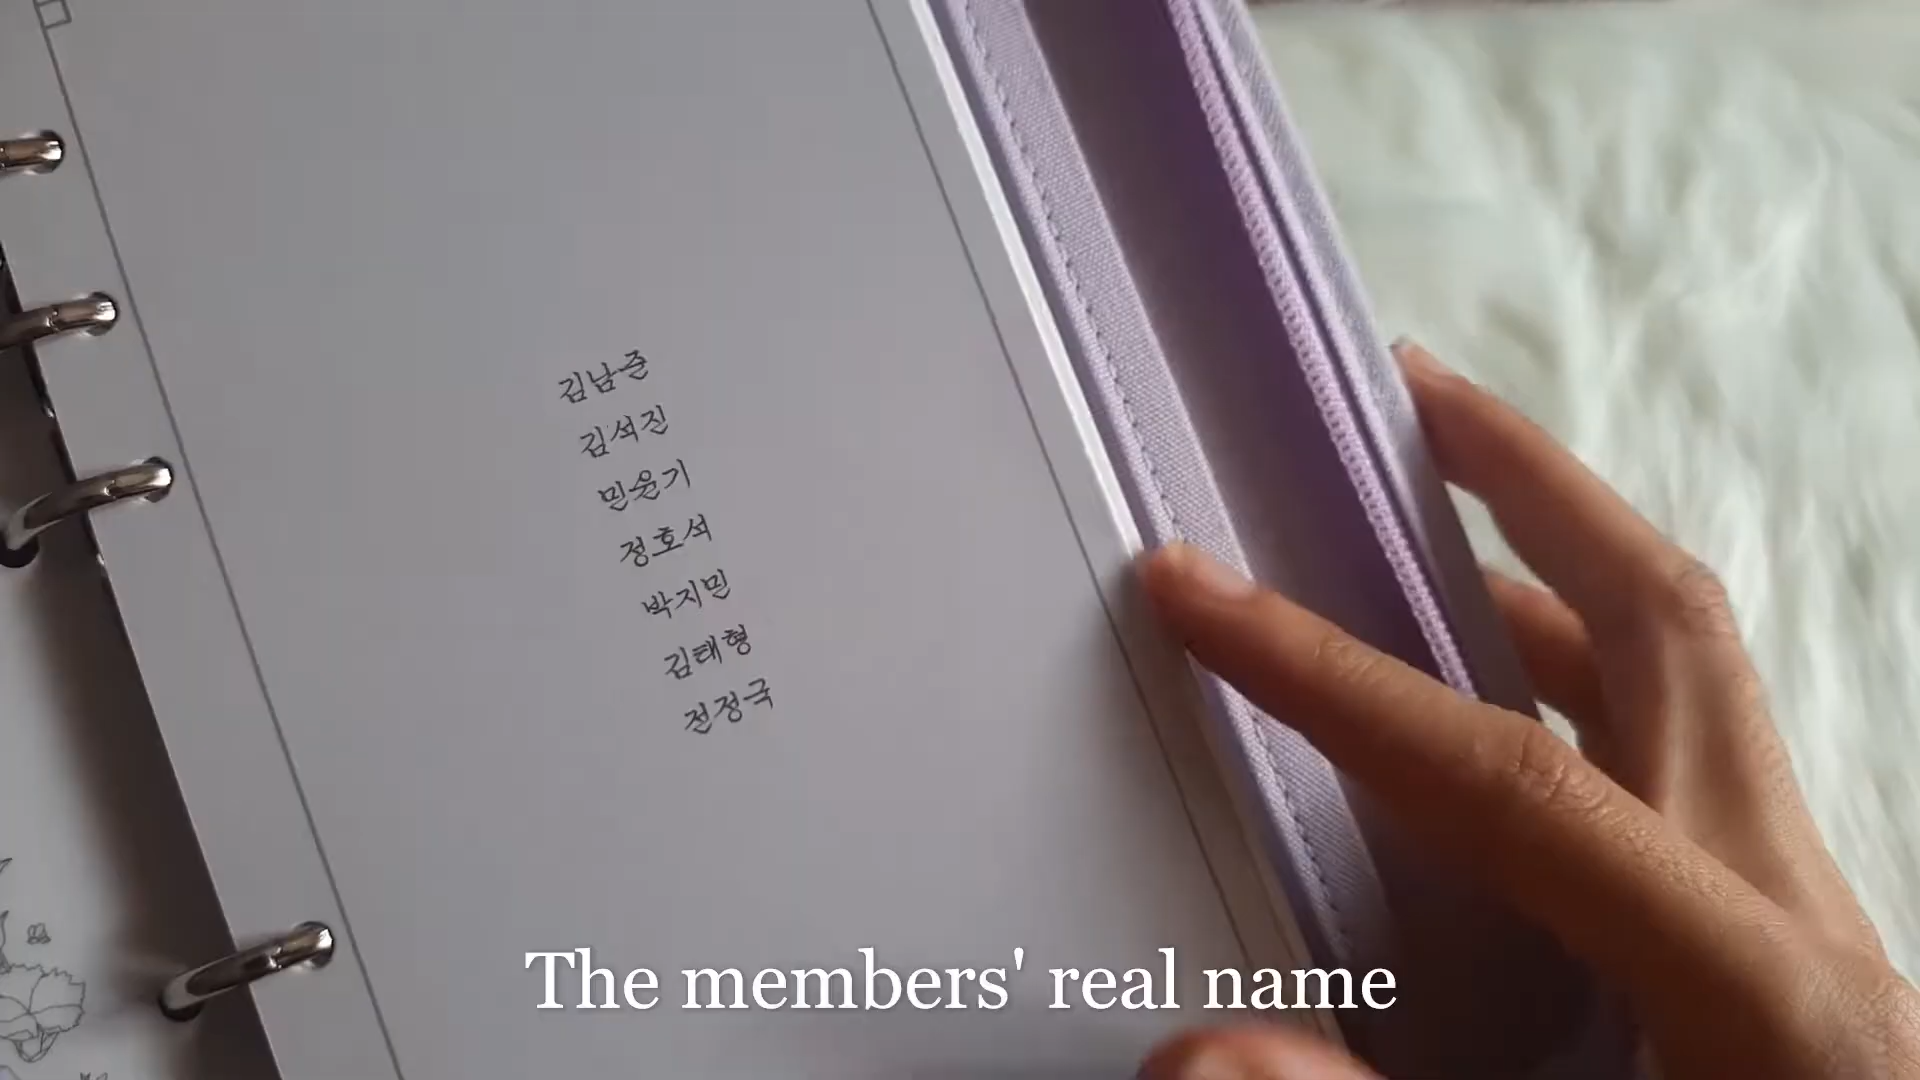 김남준
김석진
민윤기
정호석
박지민
김태형
전정국
The members' real name